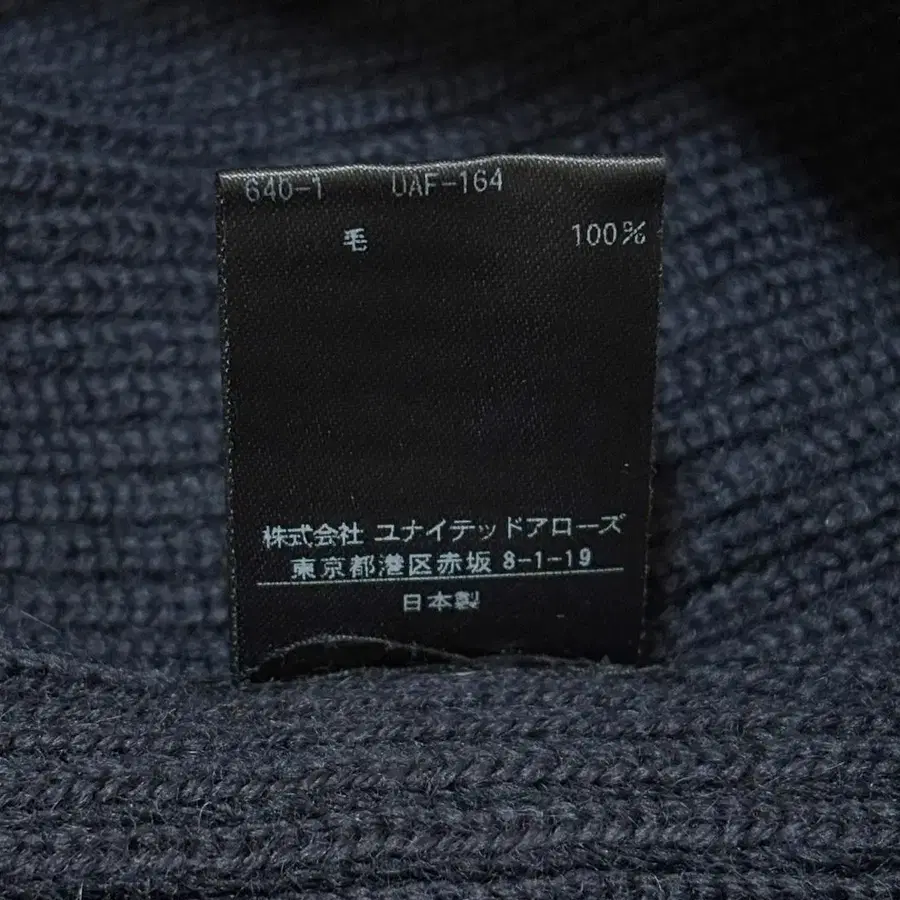 640-1 UAF-164
毛 100%
株式会社 ユナイテッドアローズ
東京都港区赤坂 8-1-19
日本製